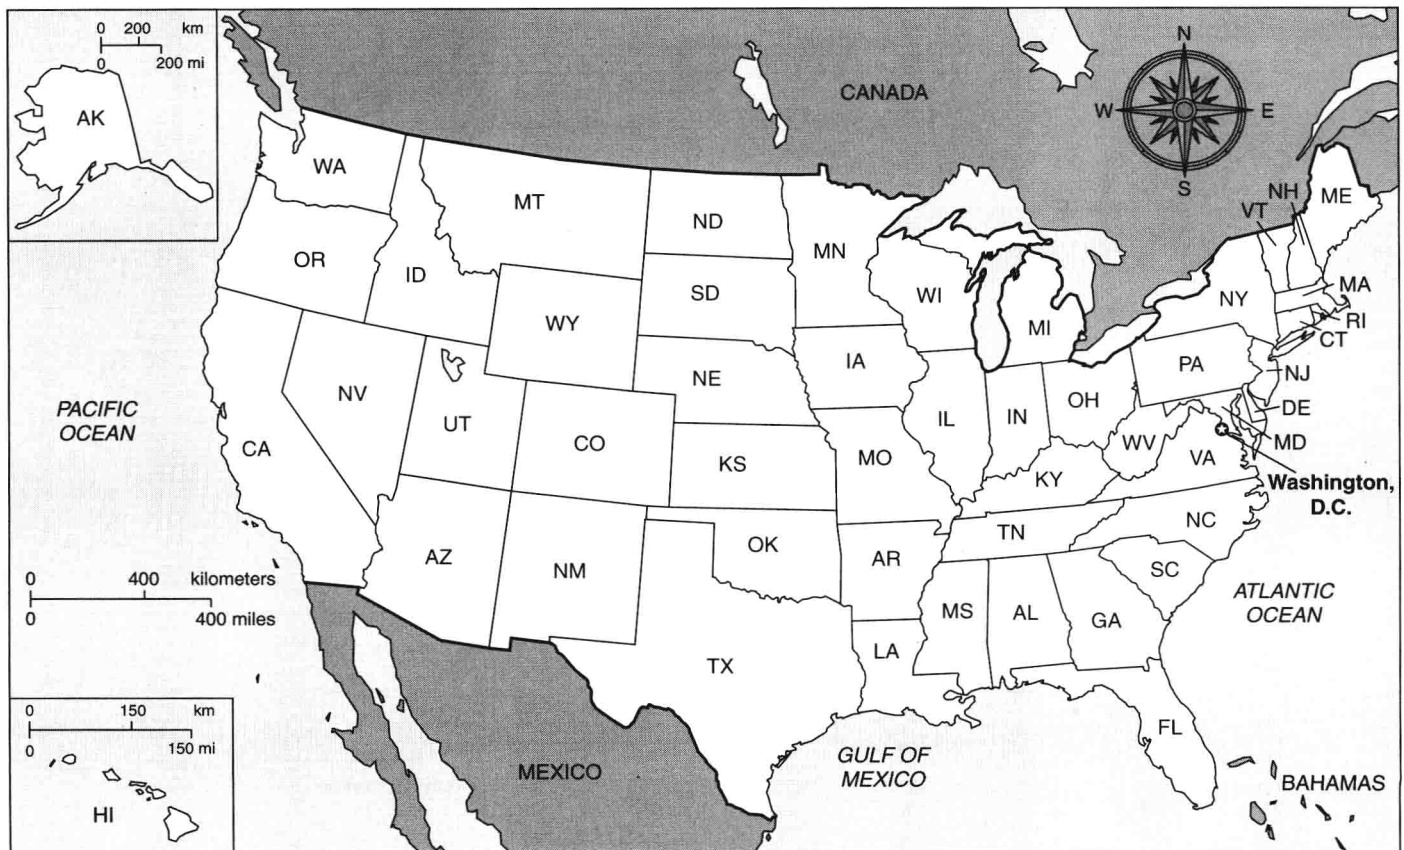 0 200 km
0 200 mi
AK
CANADA
N
W E
S
WA
MT
ND
MN
NH
VT
ME
OR
ID
SD
WI
NY
MA
WY
MI
RI
CT
IA
PA
NE
NJ
NV
OH
DE
PACIFIC
OCEAN
UT
IL
IN
CO
WV
MD
CA
KS
MO
VA
KY
Washington,
D.C.
NC
TN
OK
AR
AZ
NM
SC
0 400 kilometers
0 400 miles
ATLANTIC
OCEAN
MS
AL
GA
LA
TX
0 150 km
0 150 mi
FL
GULF OF
MEXICO
MEXICO
BAHAMAS
HI